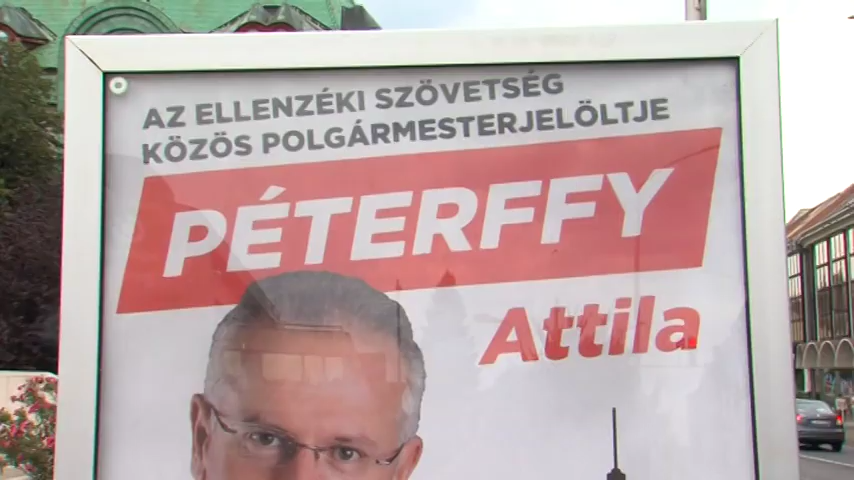 AZ ELLENZÉKI SZÖVETSÉG
KÖZÖS POLGÁRMESTERJELÖLTJE
PÉTERFFY
Attila